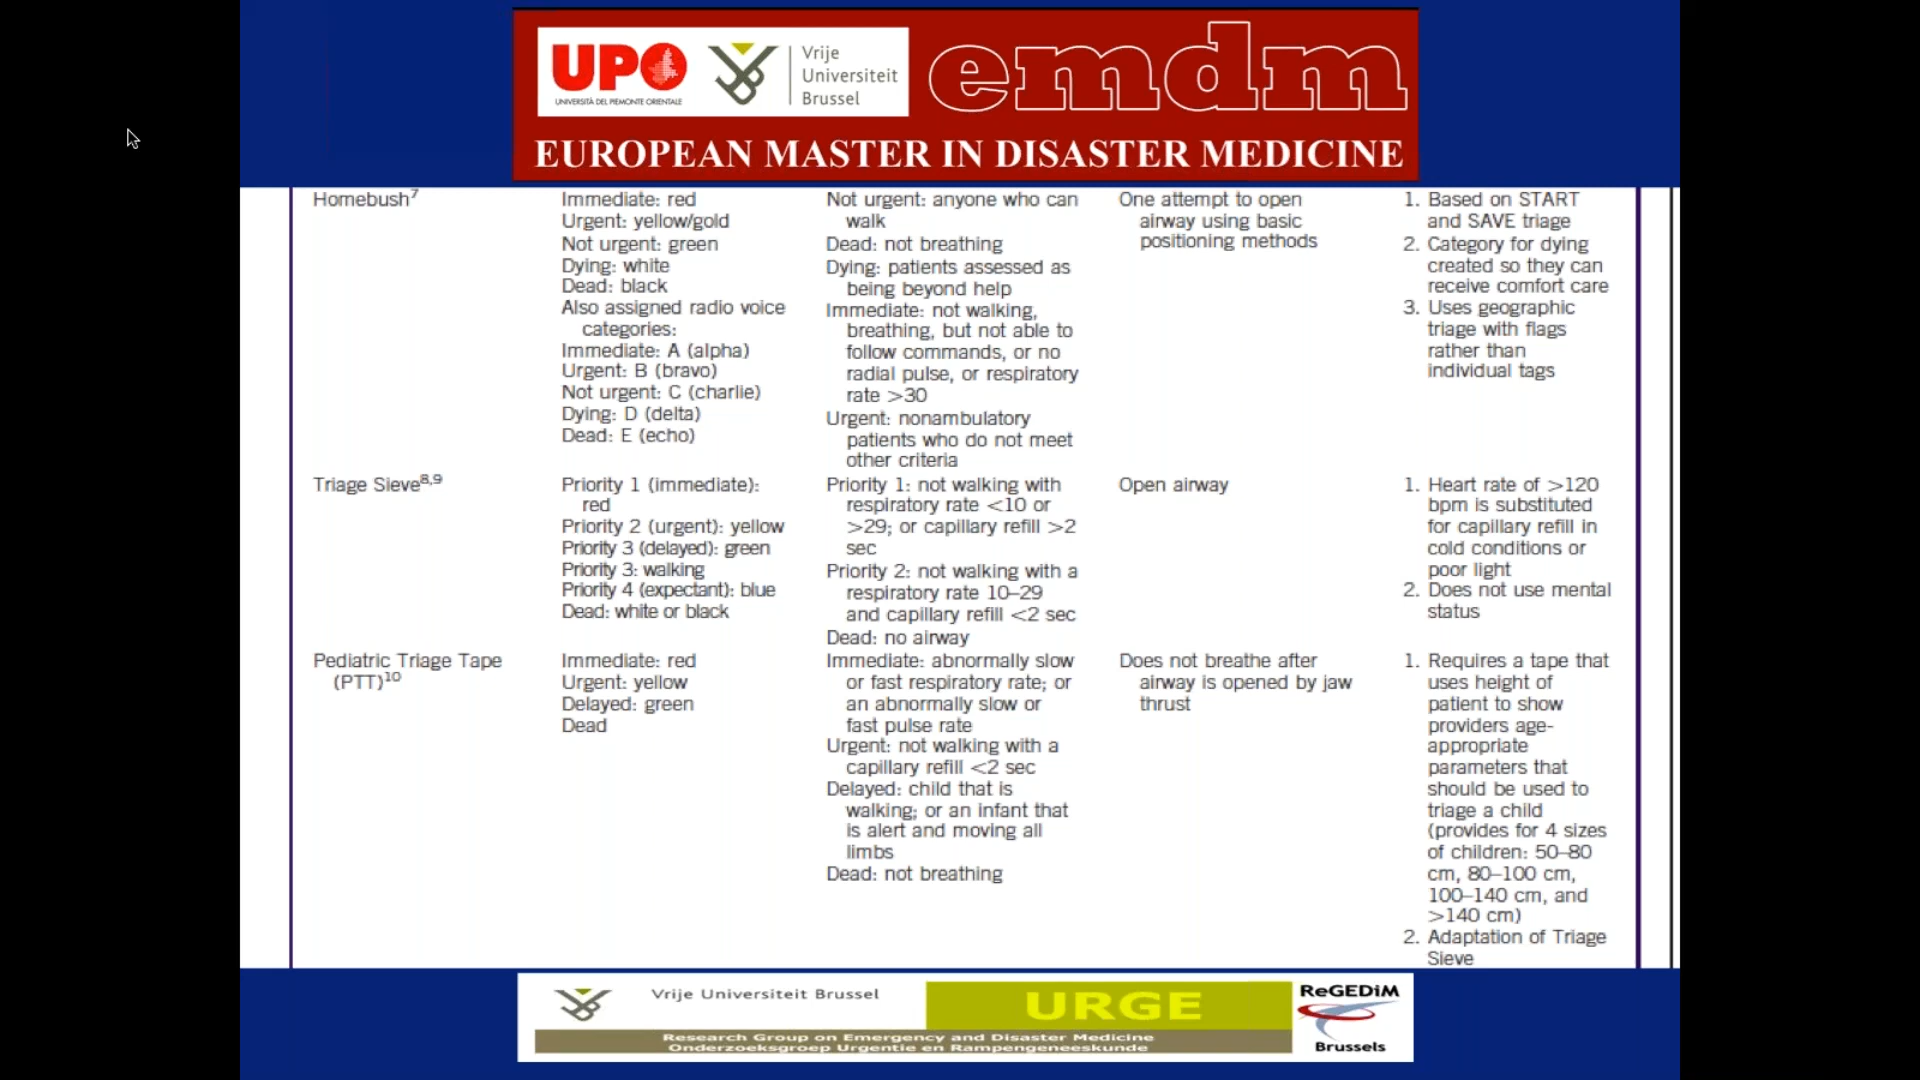 UPO
UNIVERSITÀ DEL PIEMONTE ORIENTALE
Vrije
Universiteit
Brussel
emdm
EUROPEAN MASTER IN DISASTER MEDICINE
Homebush7
Immediate: red
Urgent: yellow/gold
Not urgent: green
Dying: white
Dead: black
Also assigned radio voice
categories:
Immediate: A (alpha)
Urgent: B (bravo)
Not urgent: C (charlie)
Dying: D (delta)
Dead: E (echo)
Not urgent: anyone who can
walk
Dead: not breathing
Dying: patients assessed as
being beyond help
Immediate: not walking,
breathing, but not able to
follow commands, or no
radial pulse, or respiratory
rate >30
Urgent: nonambulatory
patients who do not meet
other criteria
One attempt to open
airway using basic
positioning methods
1. Based on START
and SAVE triage
2. Category for dying
created so they can
receive comfort care
3. Uses geographic
triage with flags
rather than
individual tags
Triage Sieve8,9
Priority 1 (immediate):
red
Priority 2 (urgent): yellow
Priority 3 (delayed): green
Priority 3: walking
Priority 4 (expectant): blue
Dead: white or black
Priority 1: not walking with
respiratory rate <10 or
>29; or capillary refill >2
sec
Priority 2: not walking with a
respiratory rate 10–29
and capillary refill <2 sec
Dead: no airway
Open airway
1. Heart rate of >120
bpm is substituted
for capillary refill in
cold conditions or
poor light
2. Does not use mental
status
Pediatric Triage Tape
(PTT)10
Immediate: red
Urgent: yellow
Delayed: green
Dead
Immediate: abnormally slow
or fast respiratory rate; or
an abnormally slow or
fast pulse rate
Urgent: not walking with a
capillary refill <2 sec
Delayed: child that is
walking; or an infant that
is alert and moving all
limbs
Dead: not breathing
Does not breathe after
airway is opened by jaw
thrust
1. Requires a tape that
uses height of
patient to show
providers age-
appropriate
parameters that
should be used to
triage a child
(provides for 4 sizes
of children: 50–80
cm, 80–100 cm,
100–140 cm, and
>140 cm)
2. Adaptation of Triage
Sieve
Vrije Universiteit Brussel
URGE
Research Group on Emergency and Disaster Medicine
Onderzoeksgroep Urgentie en Rampengeneeskunde
ReGEDiM
Brussels